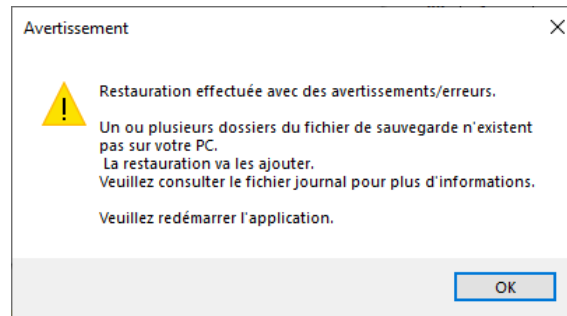 Avertissement
Restauration effectuée avec des avertissements/erreurs.
Un ou plusieurs dossiers du fichier de sauvegarde n'existent
pas sur votre PC.
La restauration va les ajouter.
Veuillez consulter le fichier journal pour plus d'informations.
Veuillez redémarrer l'application.
OK